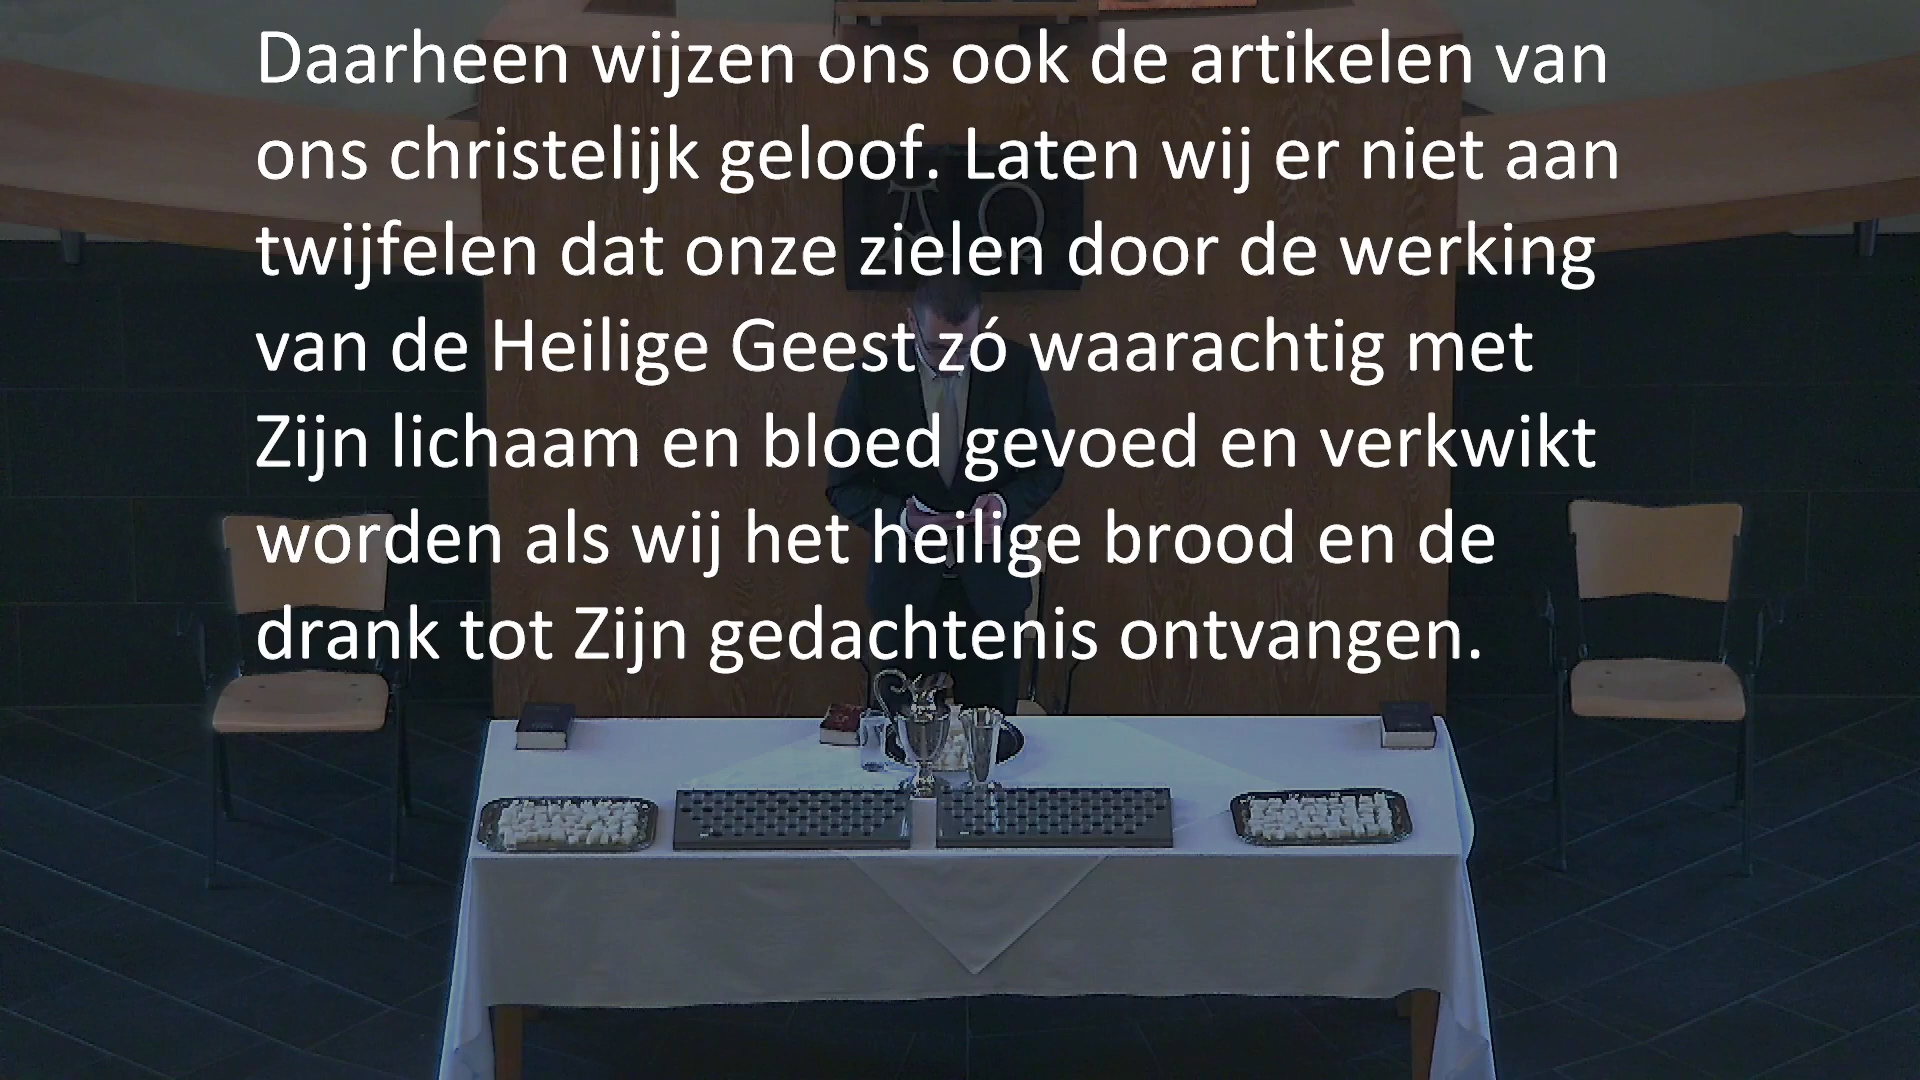 Daarheen wijzen ons ook de artikelen van
ons christelijk geloof. Laten wij er niet aan
twijfelen dat onze zielen door de werking
van de Heilige Geest zó waarachtig met
Zijn lichaam en bloed gevoed en verkwikt
worden als wij het heilige brood en de
drank tot Zijn gedachtenis ontvangen.
Α Ω